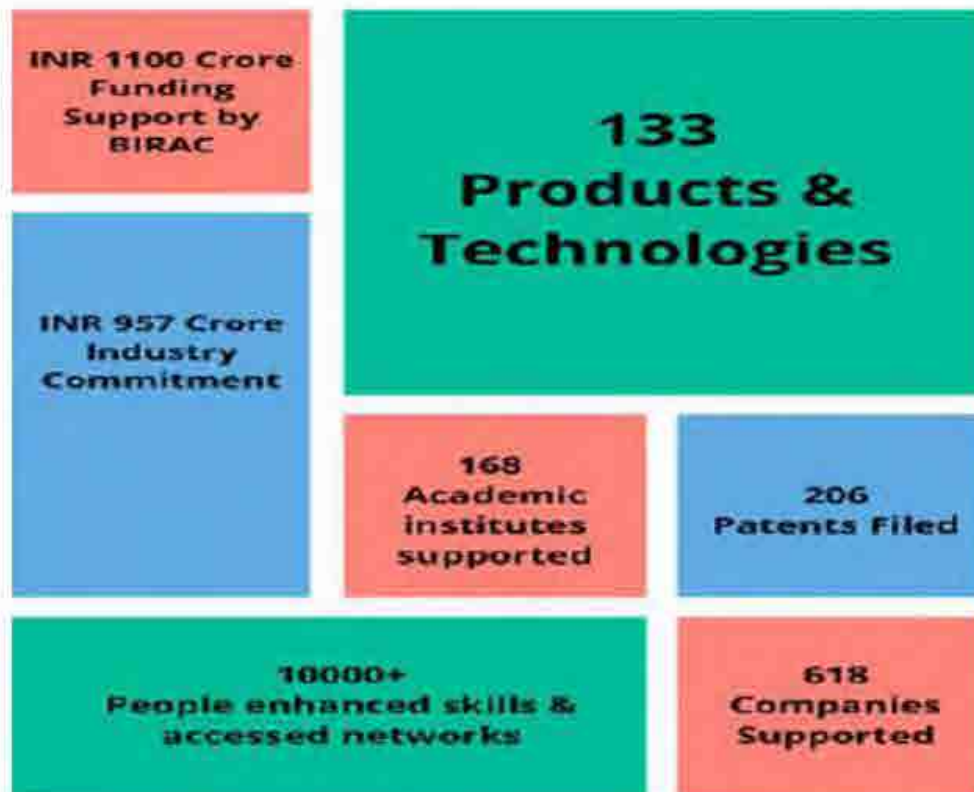 INR 1100 Crore
Funding
Support by
BIRAC
133
Products &
Technologies
INR 957 Crore
Industry
Commitment
168
Academic
institutes
supported
206
Patents Filed
10000+
People enhanced skills &
accessed networks
618
Companies
Supported